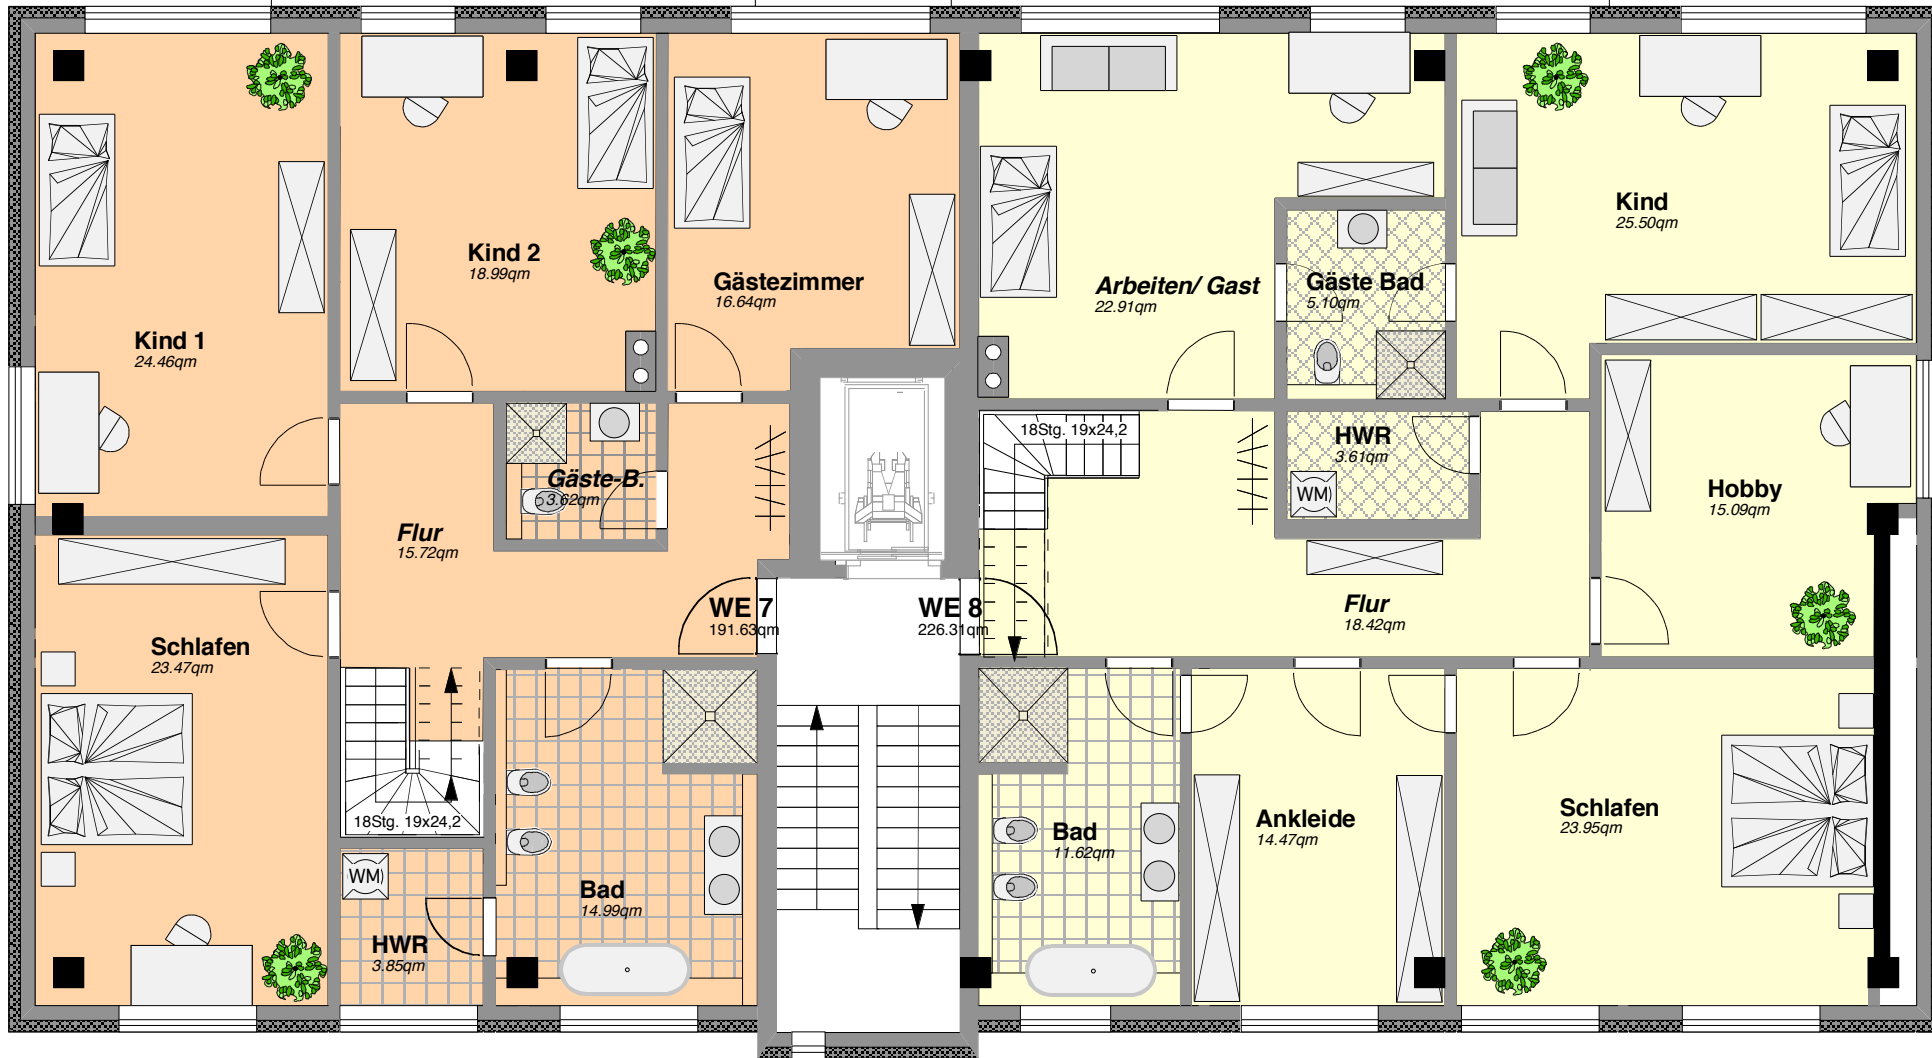 Kind 1
24.46qm
Kind 2
18.99qm
Gästezimmer
16.64qm
Arbeiten/ Gast
22.91qm
Gäste Bad
5.10qm
Kind
25.50qm
Gäste-B.
3.62qm
Flur
15.72qm
18Stg. 19x24,2
HWR
3.61qm
WM
Hobby
15.09qm
WE 7
191.63qm
WE 8
226.31qm
Flur
18.42qm
Schlafen
23.47qm
18Stg. 19x24,2
WM
HWR
3.85qm
Bad
14.99qm
Bad
11.62qm
Ankleide
14.47qm
Schlafen
23.95qm